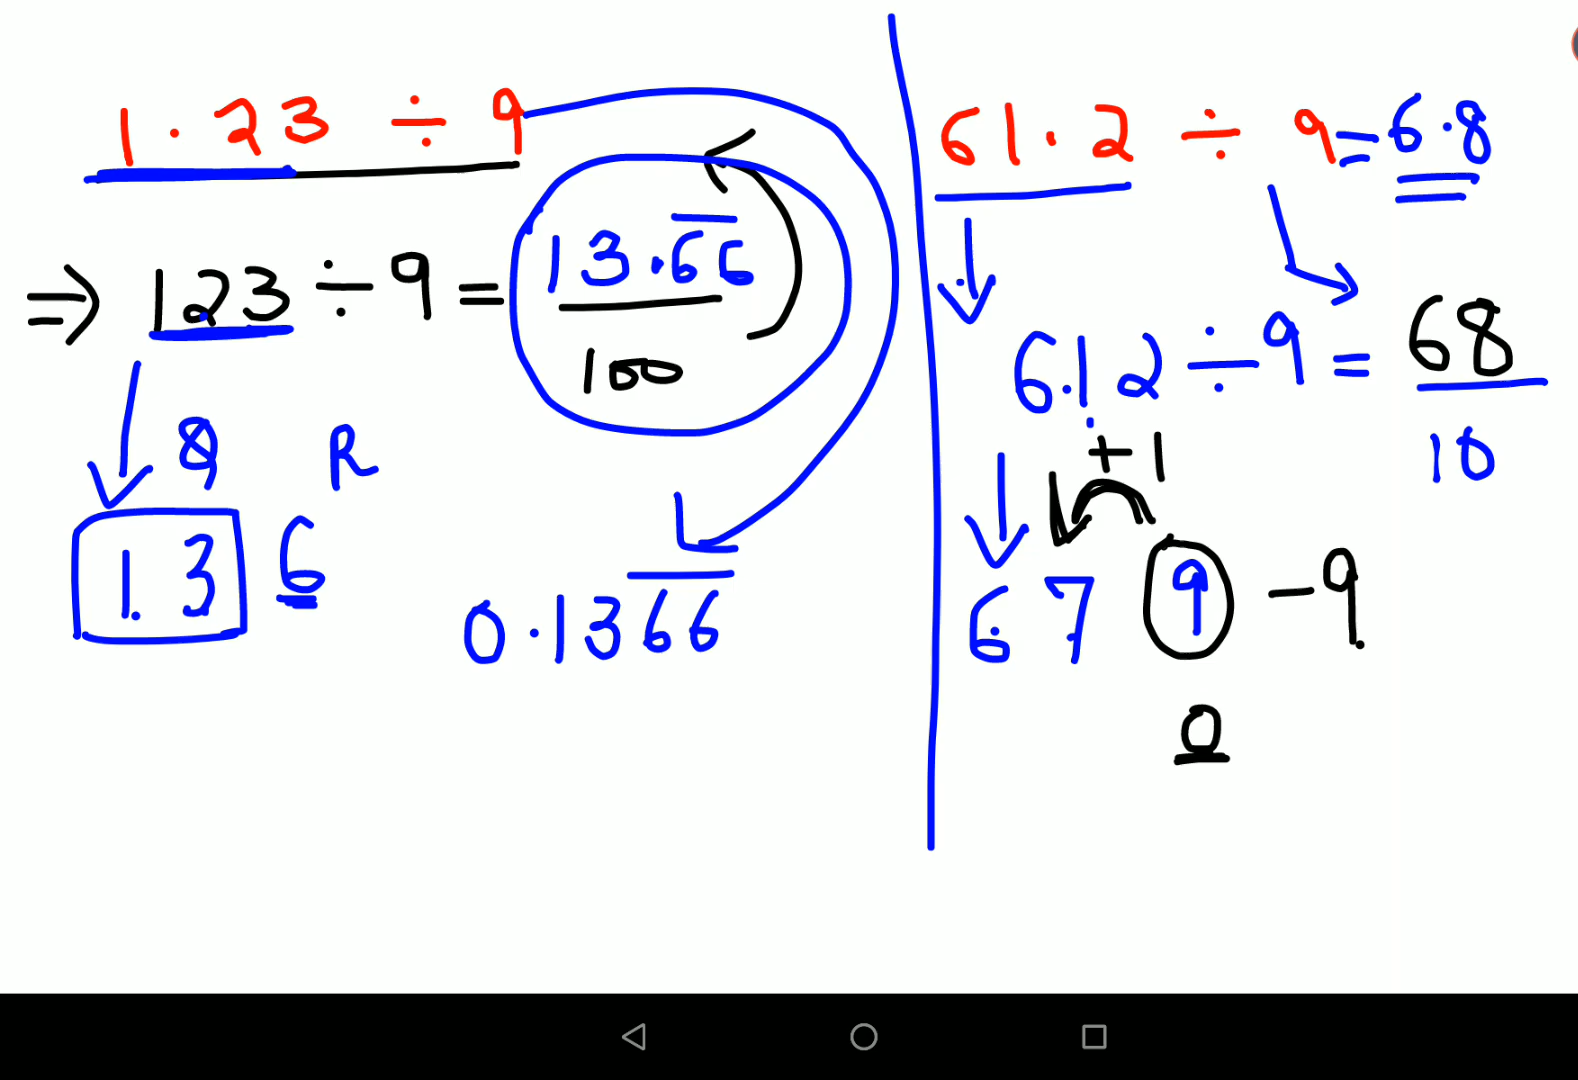 1.23 ÷ 9
⇒ 123 ÷ 9 = 13.66
100
Q R
1.3 6
0.1366
61.2 ÷ 9 = 6.8
612 ÷ 9 = 68
10
+1
6 7 9 - 9
0